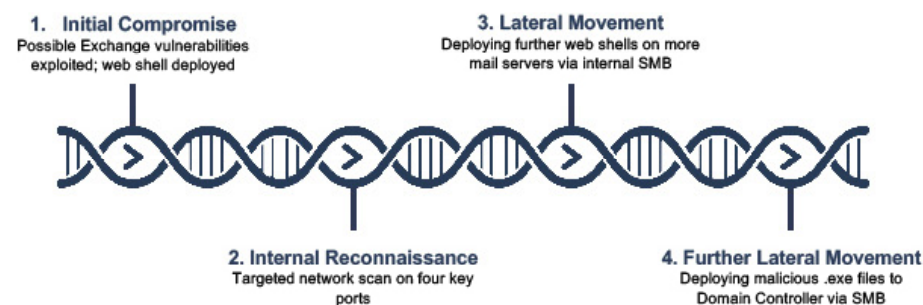 1. Initial Compromise
Possible Exchange vulnerabilities
exploited; web shell deployed
2. Internal Reconnaissance
Targeted network scan on four key
ports
3. Lateral Movement
Deploying further web shells on more
mail servers via internal SMB
4. Further Lateral Movement
Deploying malicious .exe files to
Domain Controller via SMB